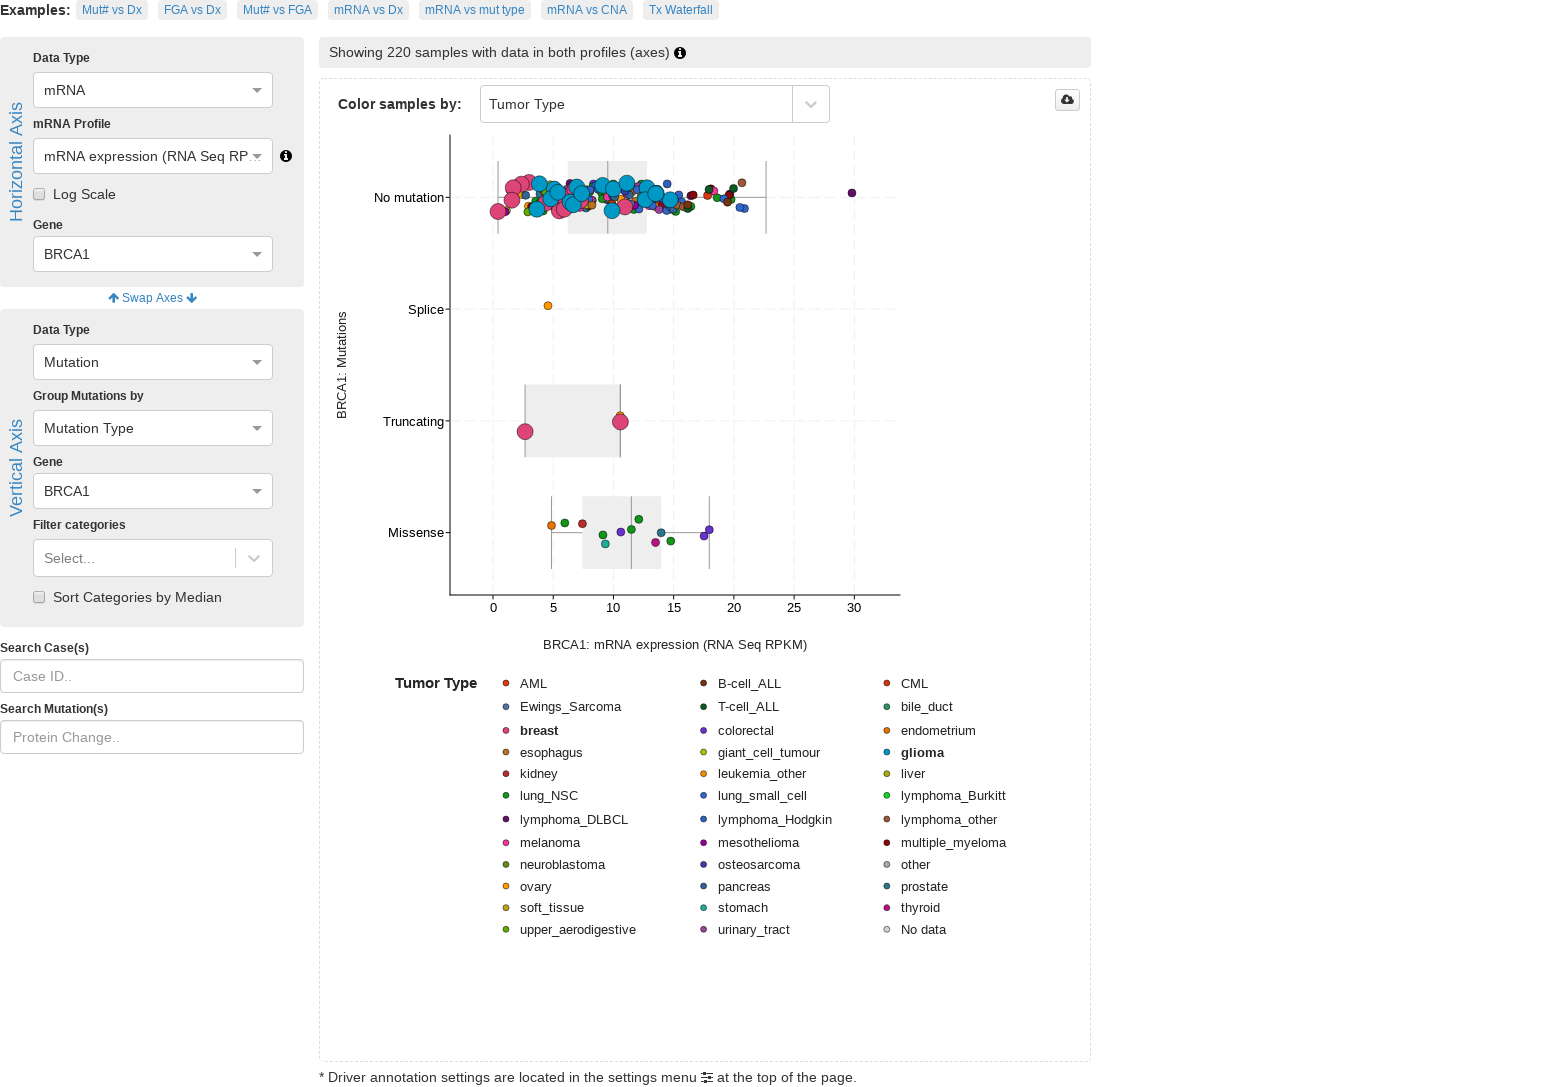 Examples: Mut# vs Dx FGA vs Dx Mut# vs FGA mRNA vs Dx mRNA vs mut type mRNA vs CNA Tx Waterfall
Horizontal Axis
Data Type
mRNA
mRNA Profile
mRNA expression (RNA Seq RP...
Log Scale
Gene
BRCA1
Swap Axes
Vertical Axis
Data Type
Mutation
Group Mutations by
Mutation Type
Gene
BRCA1
Filter categories
Select...
Sort Categories by Median
Search Case(s)
Case ID..
Search Mutation(s)
Protein Change..
Showing 220 samples with data in both profiles (axes)
Color samples by: Tumor Type
BRCA1: Mutations
No mutation
Splice
Truncating
Missense
0 5 10 15 20 25 30
BRCA1: mRNA expression (RNA Seq RPKM)
Tumor Type AML B-cell_ALL CML
Ewings_Sarcoma T-cell_ALL bile_duct
breast colorectal endometrium
esophagus giant_cell_tumour glioma
kidney leukemia_other liver
lung_NSC lung_small_cell lymphoma_Burkitt
lymphoma_DLBCL lymphoma_Hodgkin lymphoma_other
melanoma mesothelioma multiple_myeloma
neuroblastoma osteosarcoma other
ovary pancreas prostate
soft_tissue stomach thyroid
upper_aerodigestive urinary_tract No data
* Driver annotation settings are located in the settings menu at the top of the page.